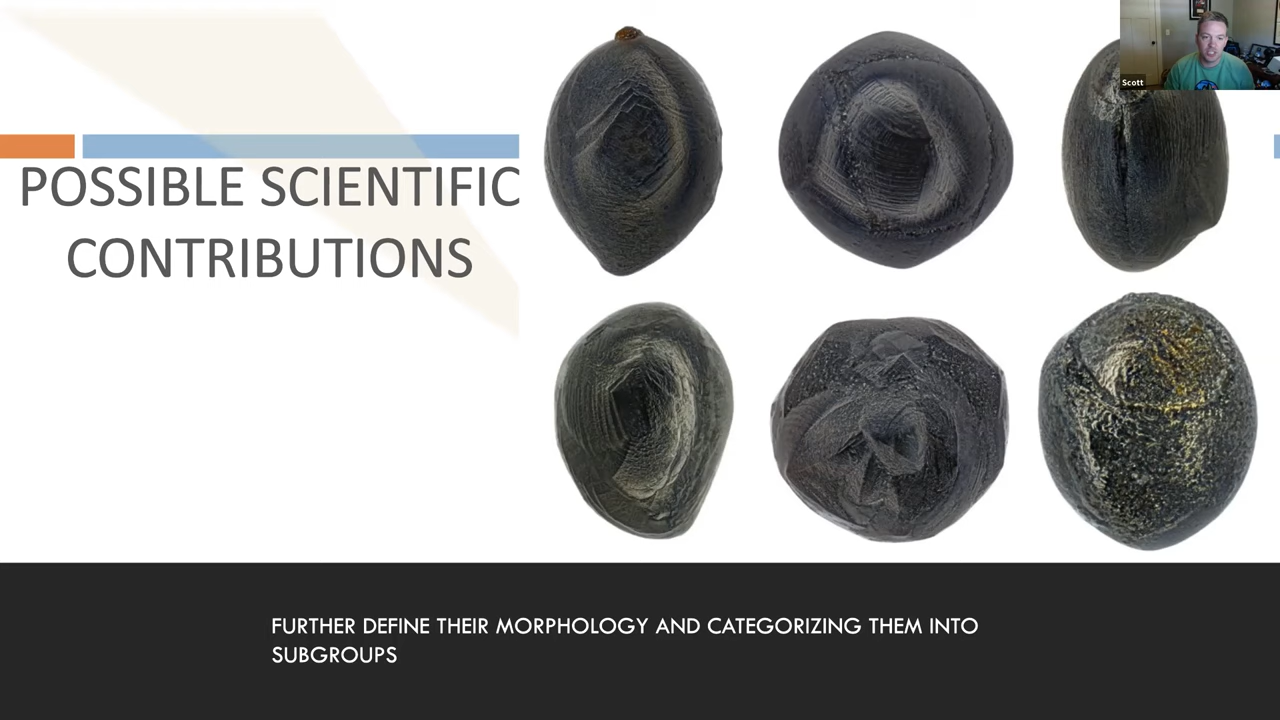 Scott
POSSIBLE SCIENTIFIC
CONTRIBUTIONS
FURTHER DEFINE THEIR MORPHOLOGY AND CATEGORIZING THEM INTO
SUBGROUPS